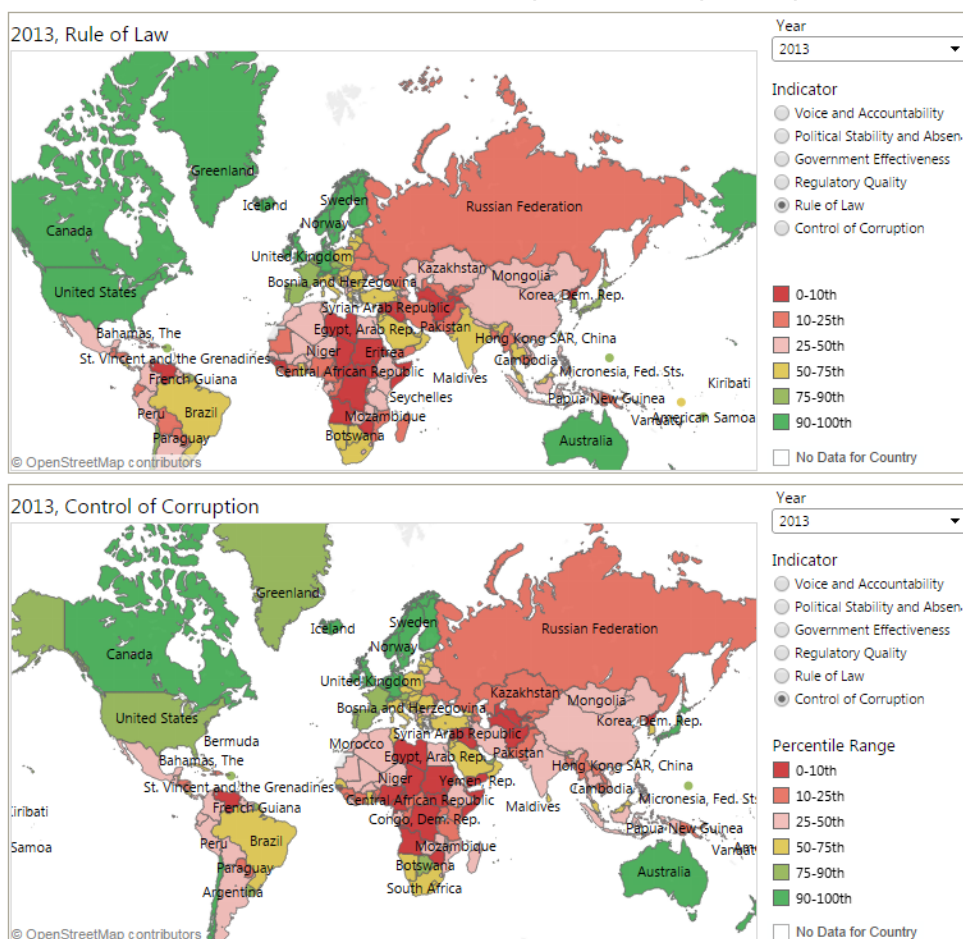 2013, Rule of Law
Greenland
Iceland
Sweden
Norway
Canada
Russian Federation
United Kingdom
United States
Bosnia and Herzegovina
Kazakhstan
Mongolia
Korea, Dem. Rep.
Syrian Arab Republic
Bahamas, The
Egypt, Arab Rep.
Pakistan
Hong Kong SAR, China
St. Vincent and the Grenadines
Niger
Eritrea
Cambodia
French Guiana
Central African Republic
Maldives
Micronesia, Fed. Sts.
Kiribati
Seychelles
Peru
Brazil
Mozambique
Papua New Guinea
American Samoa
Paraguay
Botswana
Australia
© OpenStreetMap contributors
Year
2013
Indicator
Voice and Accountability
Political Stability and Absen
Government Effectiveness
Regulatory Quality
Rule of Law
Control of Corruption
0-10th
10-25th
25-50th
50-75th
75-90th
90-100th
No Data for Country
2013, Control of Corruption
Greenland
Iceland
Sweden
Norway
Russian Federation
Canada
United Kingdom
Kazakhstan
Mongolia
United States
Bosnia and Herzegovina
Korea, Dem. Rep.
Bermuda
Morocco
Syrian Arab Republic
Bahamas, The
Egypt, Arab Rep.
Pakistan
Hong Kong SAR, China
St. Vincent and the Grenadines
Niger
Yemen, Rep.
Cambodia
French Guiana
Central African Republic
Maldives
Micronesia, Fed. St
Kiribati
Congo, Dem. Rep.
Papua New Guinea
Samoa
Peru
Brazil
Mozambique
Paraguay
Botswana
Australia
Argentina
South Africa
© OpenStreetMap contributors
Year
2013
Indicator
Voice and Accountability
Political Stability and Absen
Government Effectiveness
Regulatory Quality
Rule of Law
Control of Corruption
Percentile Range
0-10th
10-25th
25-50th
50-75th
75-90th
90-100th
No Data for Country